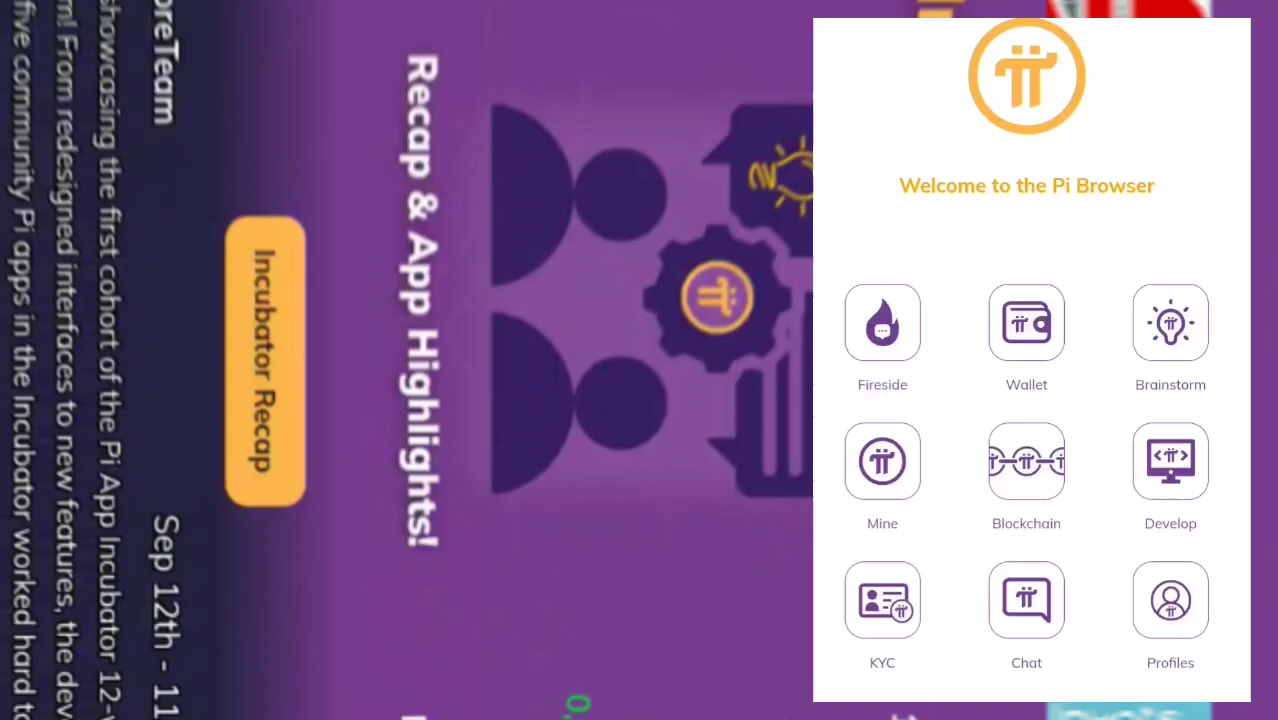 Recap & App Highlights!
Incubator Recap
Sep 12th - 11
showcasing the first cohort of the Pi App Incubator 12-
From redesigned interfaces to new features, the
five community Pi apps in the Incubator worked hard
Welcome to the Pi Browser
Fireside
Wallet
Brainstorm
Mine
Blockchain
Develop
KYC
Chat
Profiles